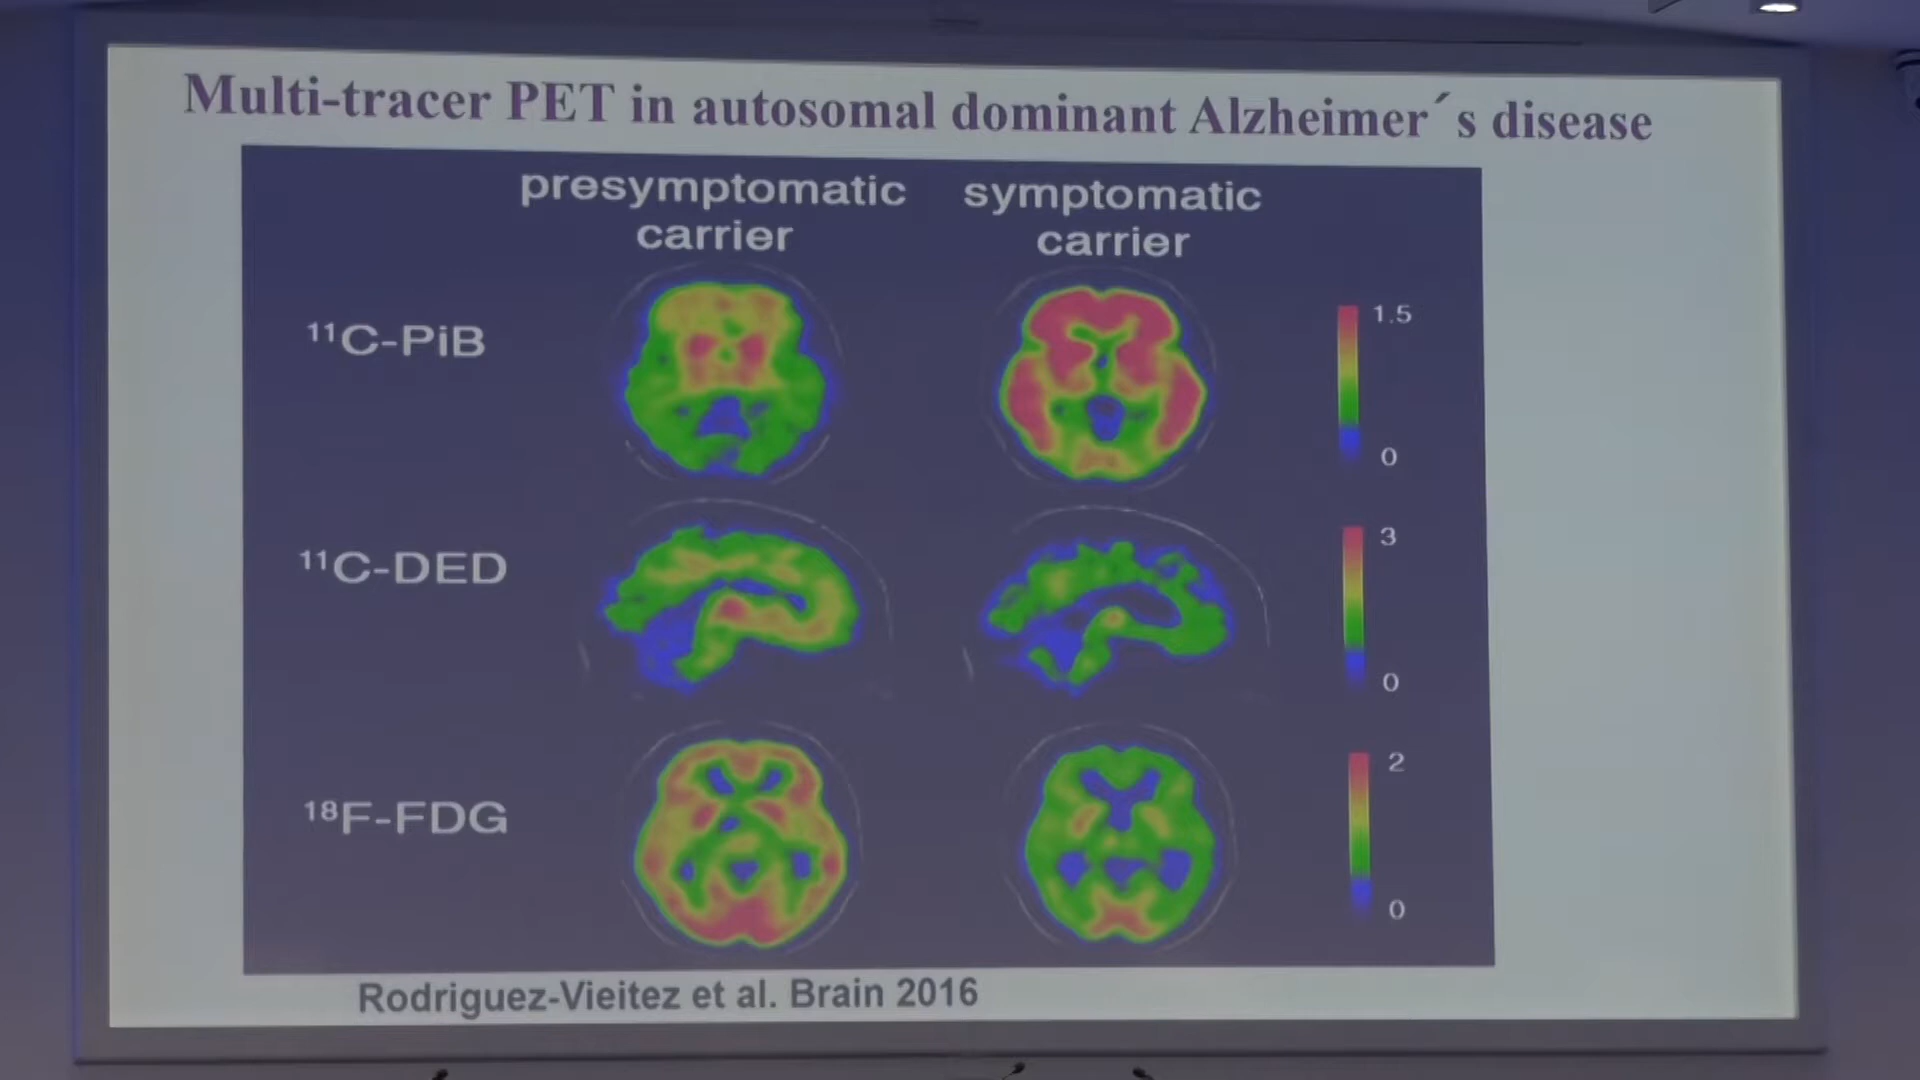 Multi-tracer PET in autosomal dominant Alzheimer´s disease
presymptomatic carrier
symptomatic carrier
¹¹C-PiB
1.5
0
¹¹C-DED
3
0
¹⁸F-FDG
2
0
Rodriguez-Vieitez et al. Brain 2016